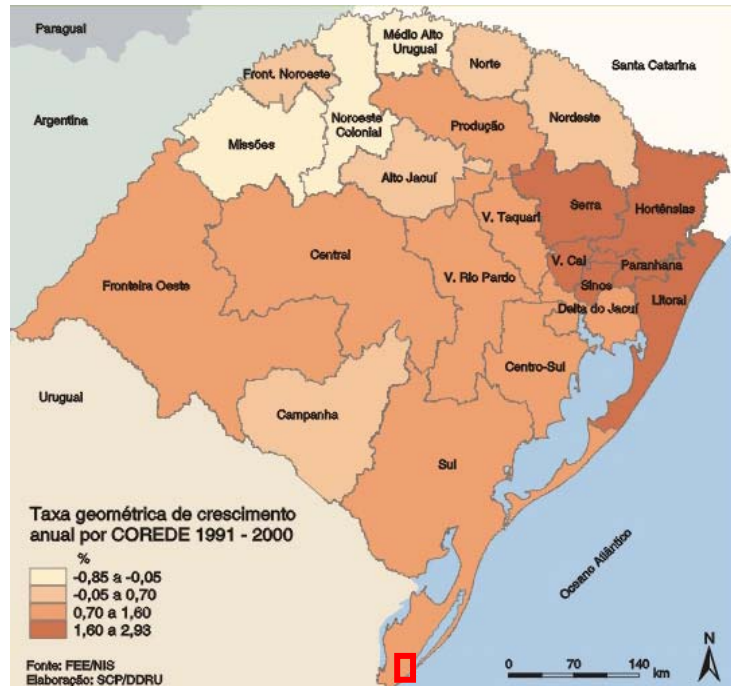 Paraguai
Médio Alto
Uruguai
Norte
Santa Catarina
Front. Noroeste
Argentina
Noroeste
Colonial
Produção
Nordeste
Missões
Alto Jacuí
Serra
Hortênsias
V. Taquari
Central
V. Caí
Paranhana
Fronteira Oeste
V. Rio Pardo
Sinos
Litoral
Delta do Jacuí
Centro-Sul
Uruguai
Campanha
Sul
Taxa geométrica de crescimento
anual por COREDE 1991 - 2000
%
-0,85 a -0,05
-0,05 a 0,70
0,70 a 1,60
1,60 a 2,93
Oceano Atlântico
N
0 70 140
km
Fonte: FEE/NIS
Elaboração: SCP/DDRU